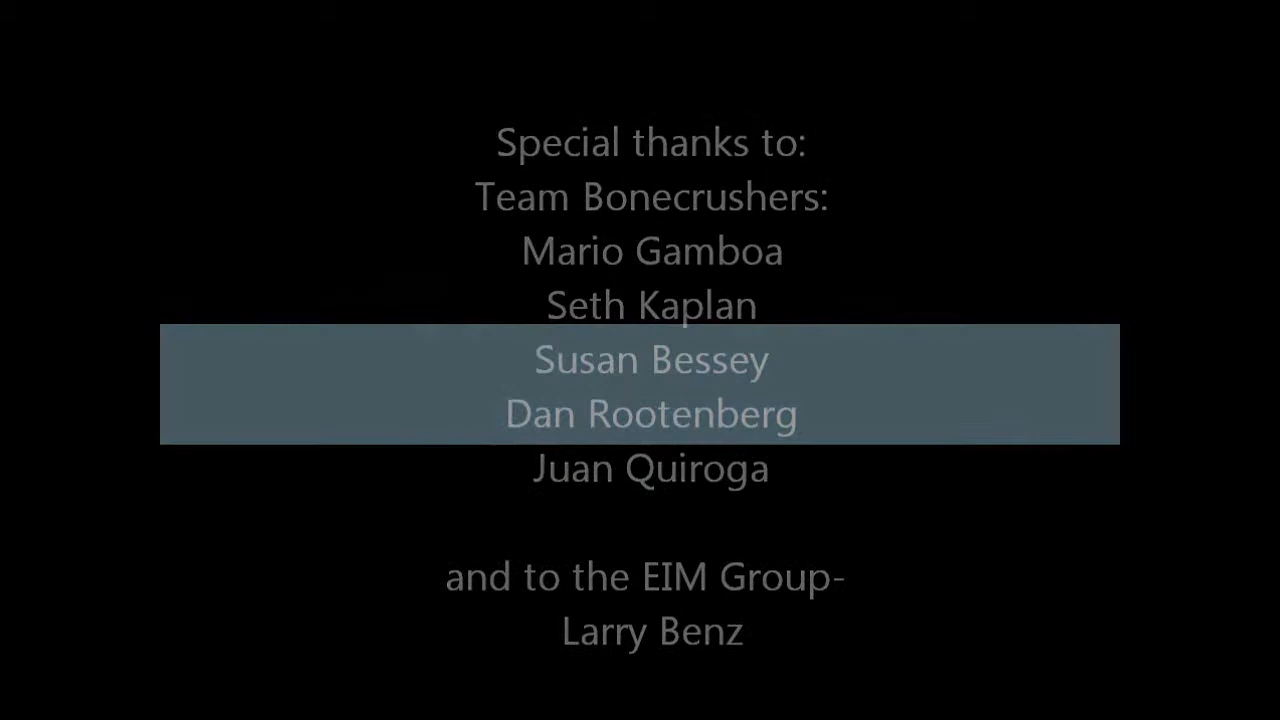 Special thanks to:
Team Bonecrushers:
Mario Gamboa
Seth Kaplan
Susan Bessey
Dan Rootenberg
Juan Quiroga
and to the EIM Group-
Larry Benz